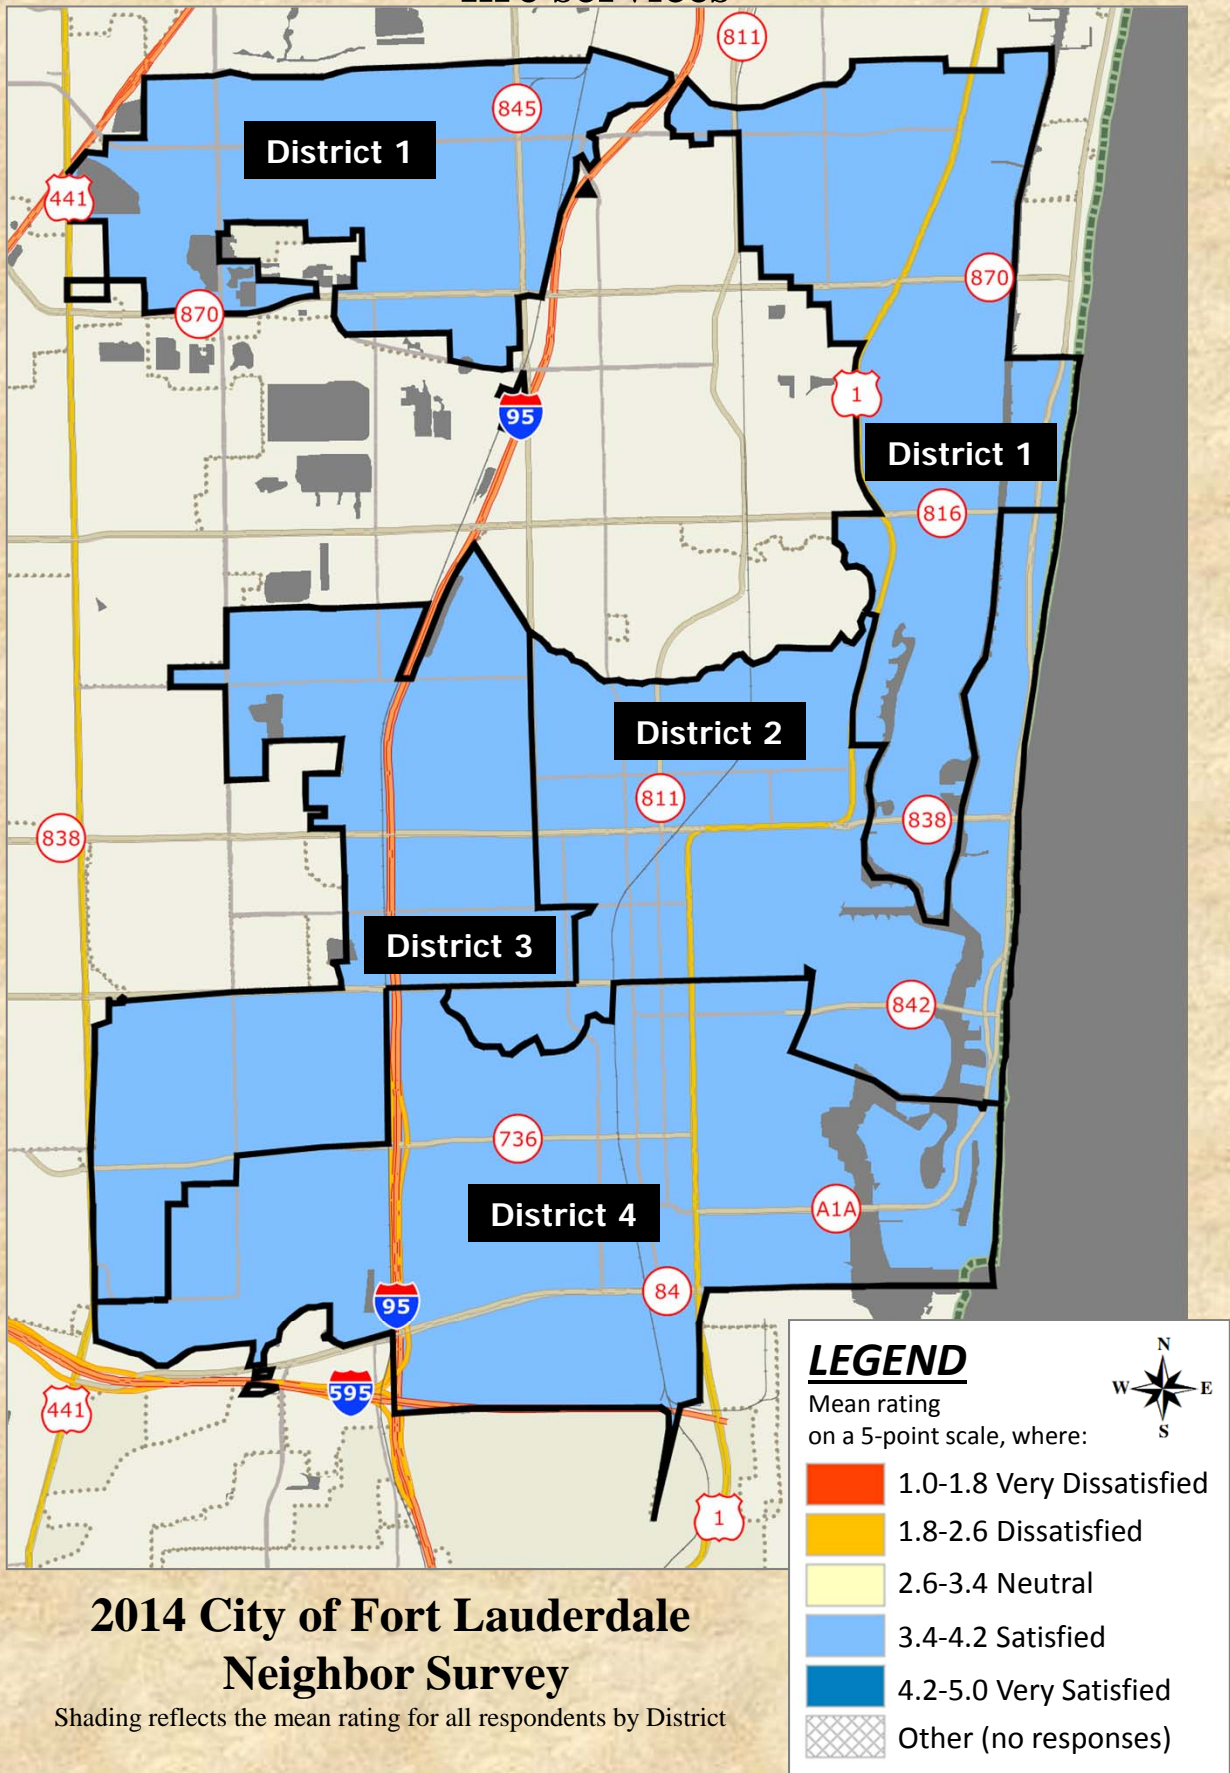 811
845
District 1
441
870
870
1
95
District 1
816
District 2
811
838
838
District 3
842
736
District 4
A1A
84
95
595
441
1
LEGEND
N
W E
S
Mean rating
on a 5-point scale, where:
1.0-1.8 Very Dissatisfied
1.8-2.6 Dissatisfied
2.6-3.4 Neutral
3.4-4.2 Satisfied
4.2-5.0 Very Satisfied
Other (no responses)
2014 City of Fort Lauderdale
Neighbor Survey
Shading reflects the mean rating for all respondents by District